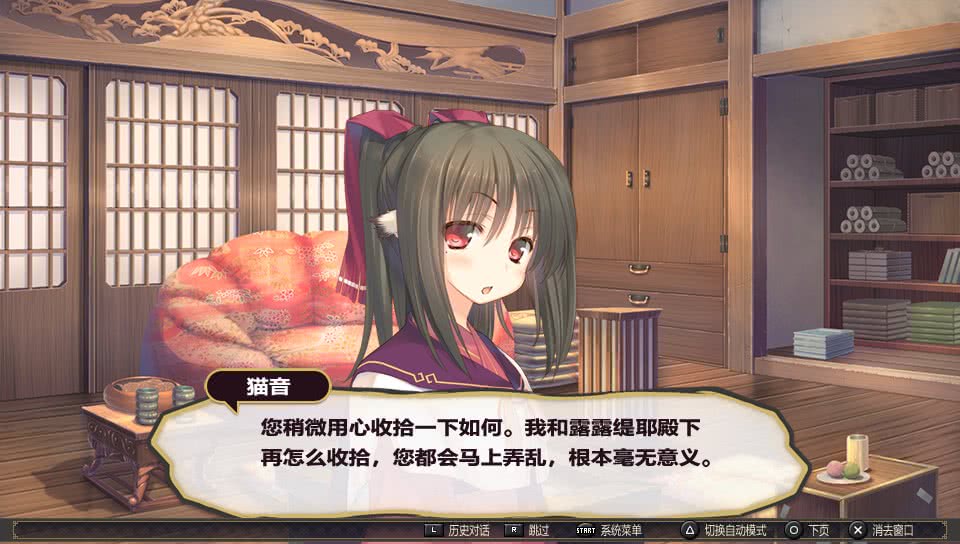 猫音
您稍微用心收拾一下如何。我和露露缇耶殿下
再怎么收拾，您都会马上弄乱，根本毫无意义。
L 历史对话 R 跳过 START 系统菜单 △ 切换自动模式 ○ 下页 × 消去窗口